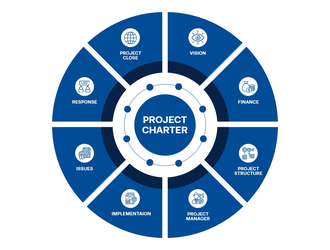 PROJECT
CLOSE
VISION
RESPONSE
FINANCE
PROJECT
CHARTER
ISSUES
PROJECT
STRUCTURE
IMPLEMENTAION
PROJECT
MANAGER